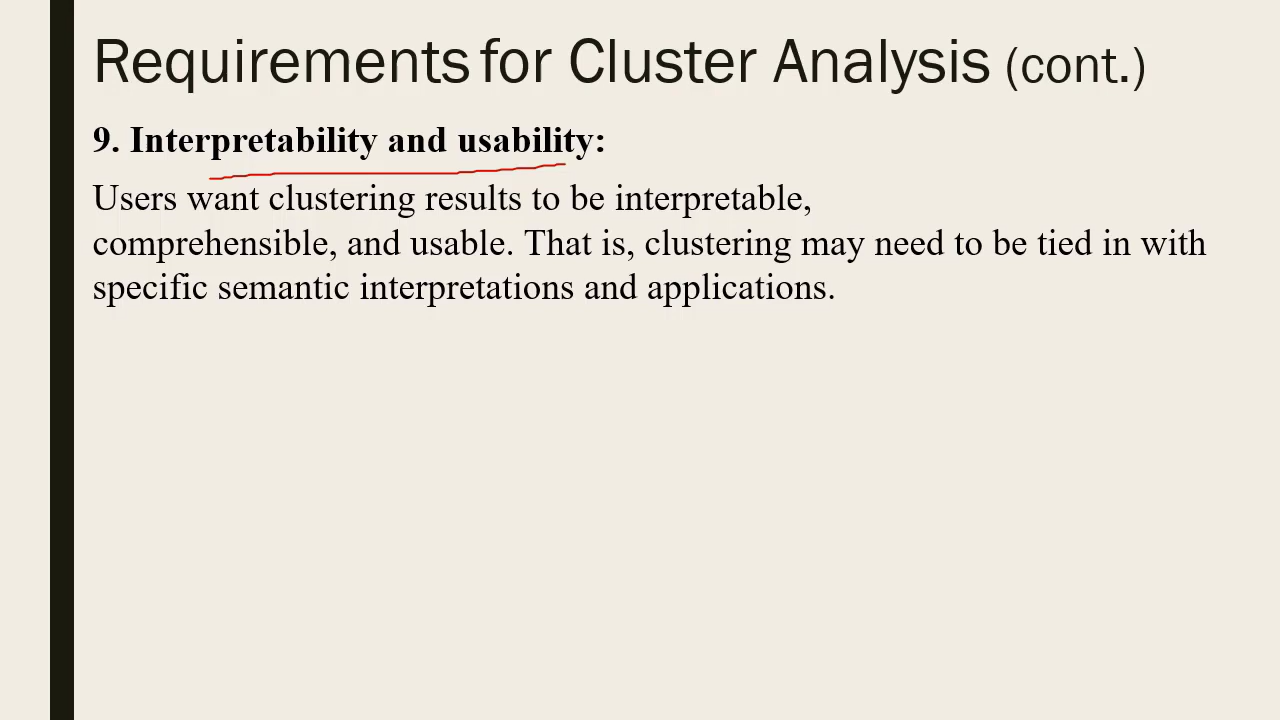 Requirements for Cluster Analysis (cont.)
9. Interpretability and usability:
Users want clustering results to be interpretable,
comprehensible, and usable. That is, clustering may need to be tied in with
specific semantic interpretations and applications.